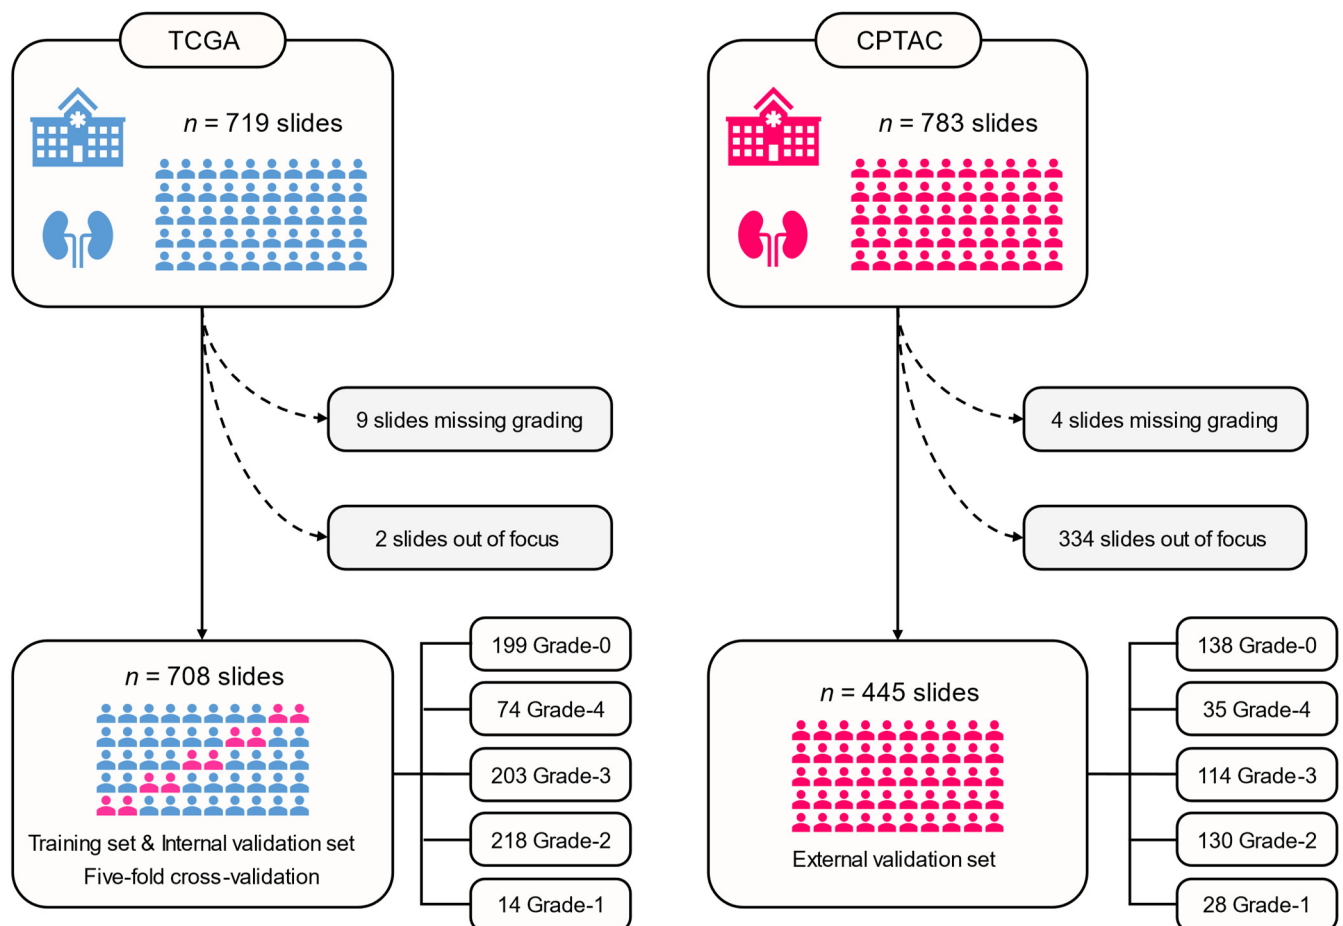 TCGA
n = 719 slides
9 slides missing grading
2 slides out of focus
n = 708 slides
Training set & Internal validation set
Five-fold cross-validation
199 Grade-0
74 Grade-4
203 Grade-3
218 Grade-2
14 Grade-1
CPTAC
n = 783 slides
4 slides missing grading
334 slides out of focus
n = 445 slides
External validation set
138 Grade-0
35 Grade-4
114 Grade-3
130 Grade-2
28 Grade-1